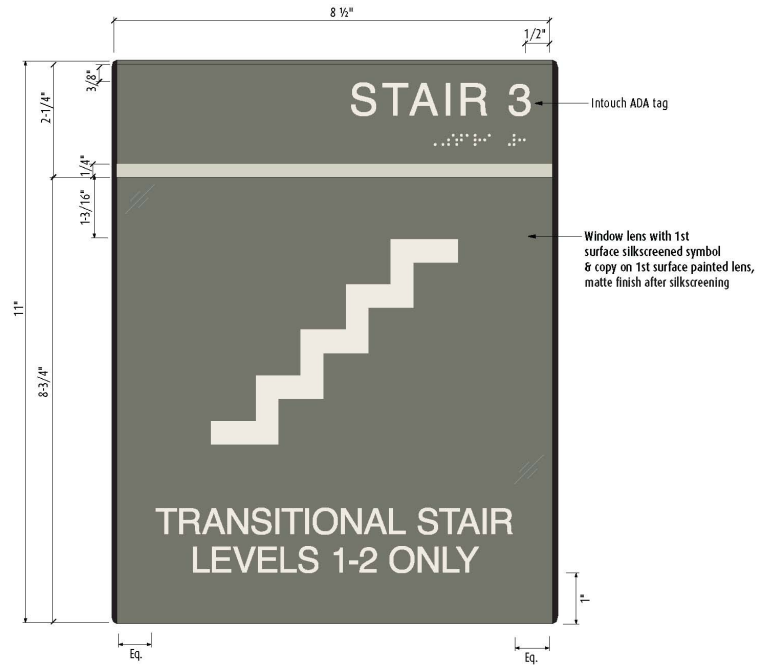 8 ½"
1/2"
3/8"
2-1/4"
STAIR 3
Intouch ADA tag
1/4"
1-3/16"
Window lens with 1st
surface silkscreened symbol
& copy on 1st surface painted lens,
matte finish after silkscreening
11"
8-3/4"
TRANSITIONAL STAIR
LEVELS 1-2 ONLY
1"
Eq.
Eq.